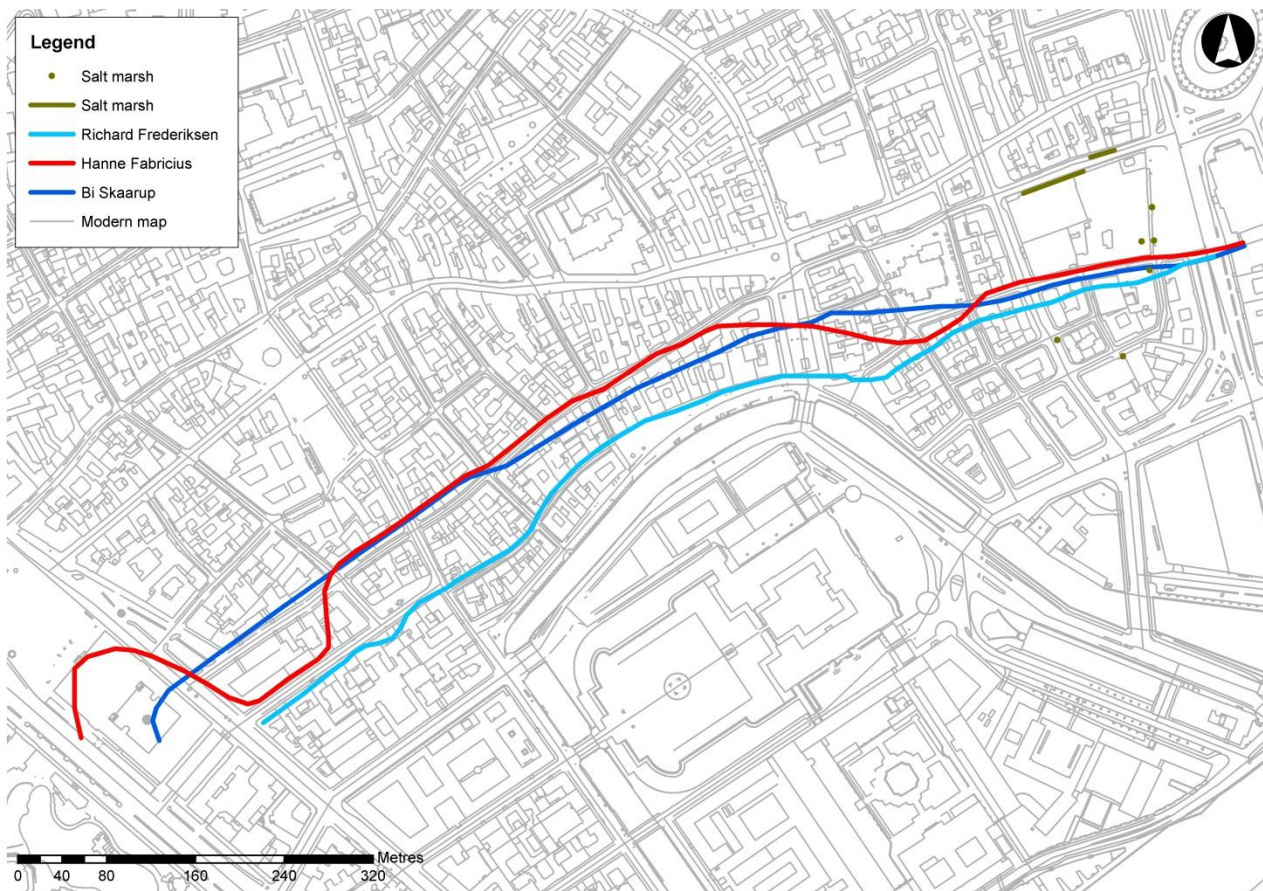 Legend
Salt marsh
Salt marsh
Richard Frederiksen
Hanne Fabricius
Bi Skaarup
Modern map
Metres
0 40 80 160 240 320